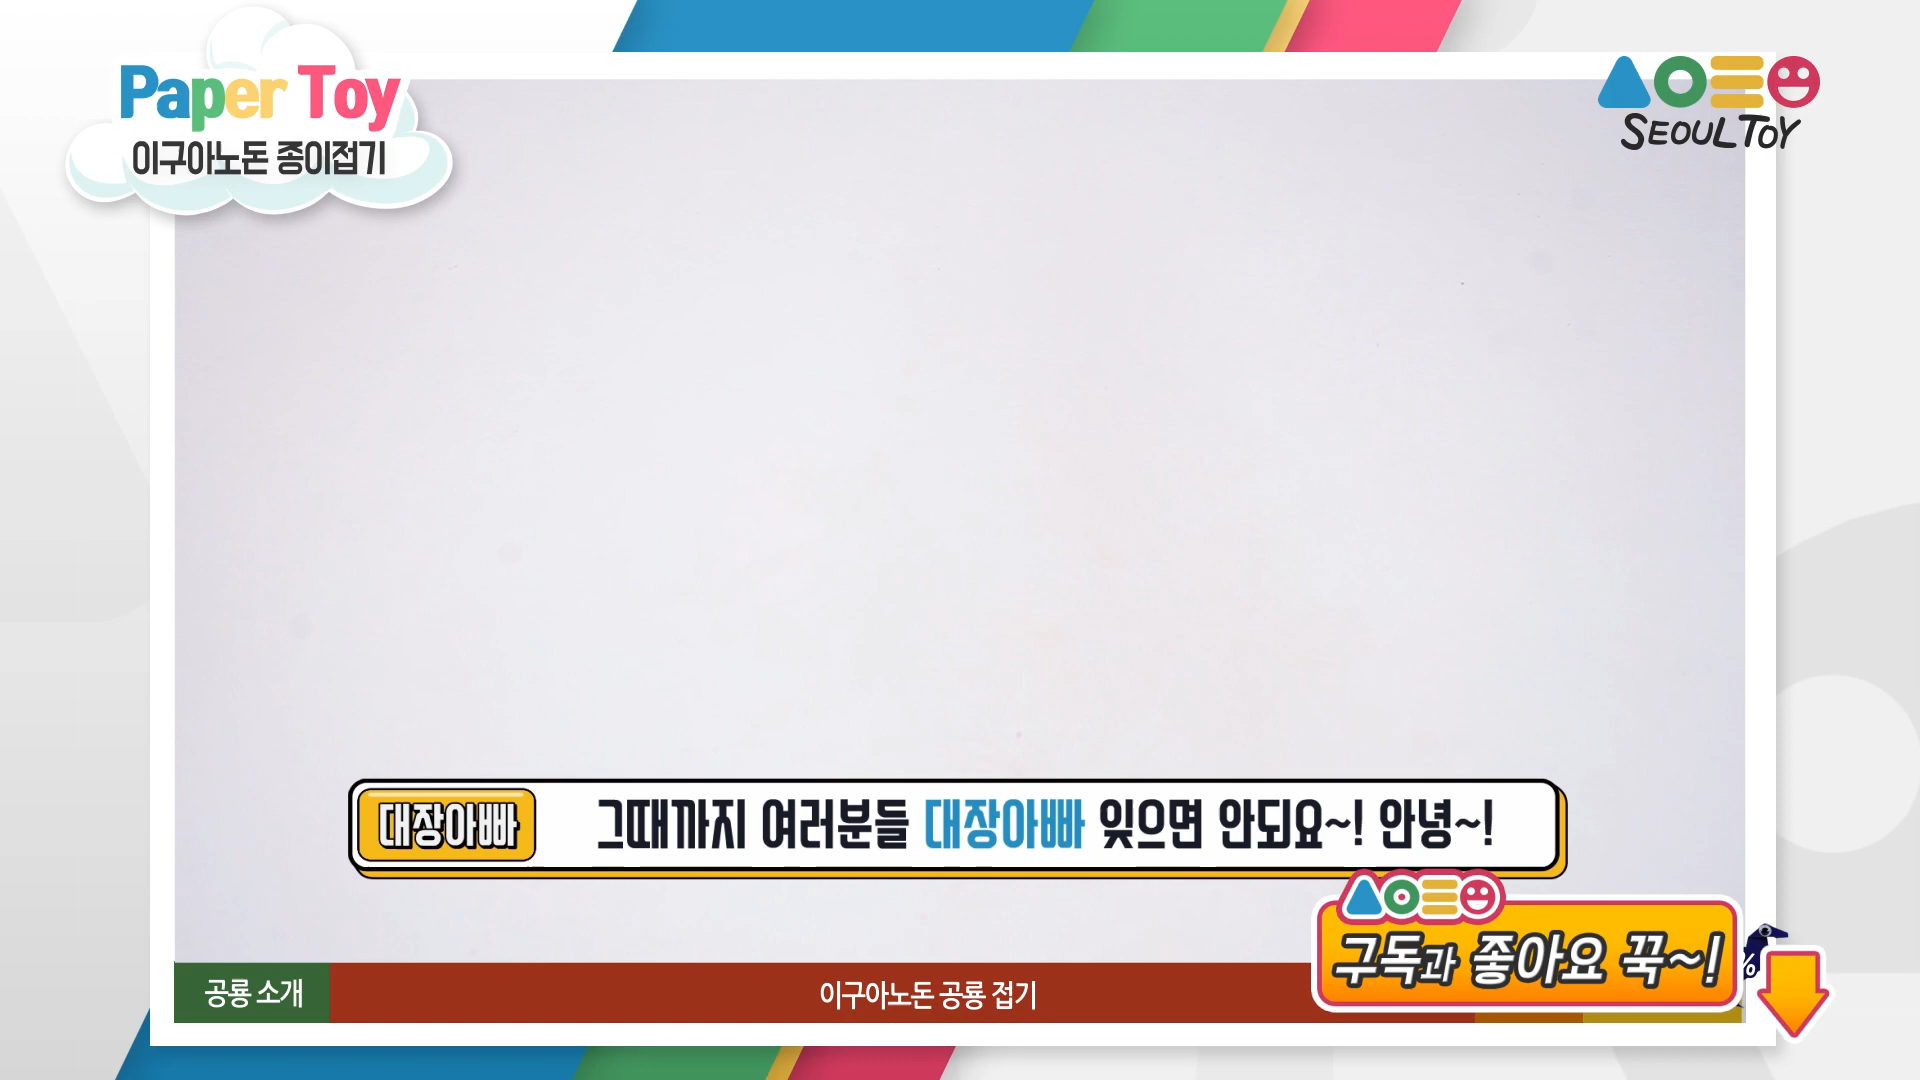 Paper Toy
이구아노돈 종이접기
SEOUL TOY
대장아빠
그때까지 여러분들 대장아빠 잊으면 안되요~! 안녕~!
구독과 좋아요 꾹~!
%
공룡 소개
이구아노돈 공룡 접기